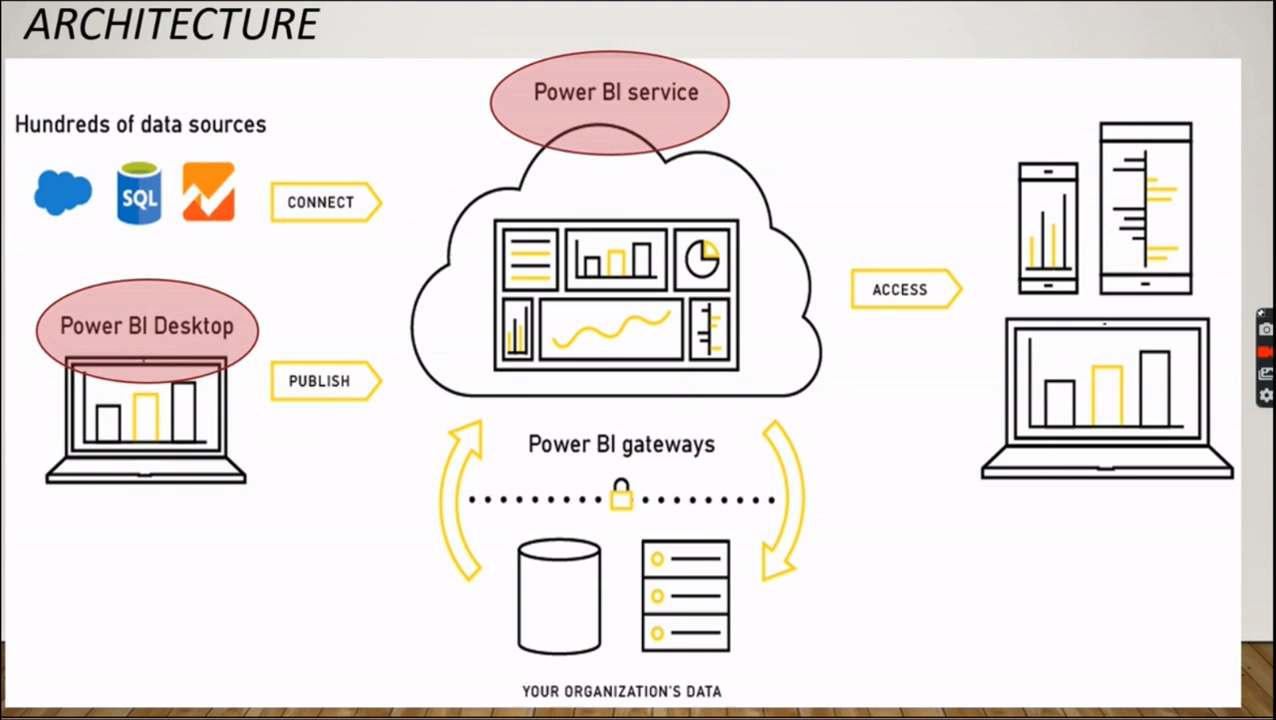 ARCHITECTURE
Power BI service
Hundreds of data sources
SQL
CONNECT
ACCESS
Power BI Desktop
PUBLISH
Power BI gateways
YOUR ORGANIZATION'S DATA